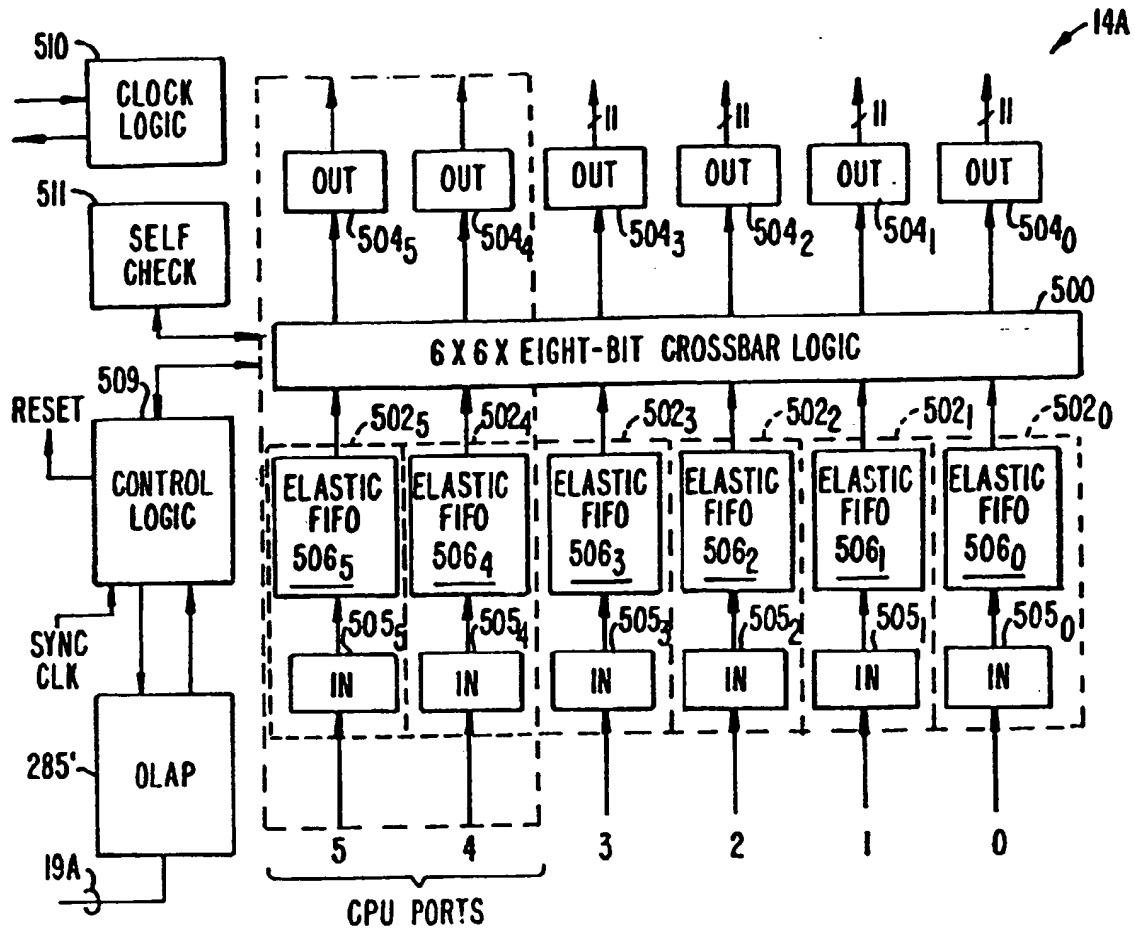 14A
510
CLOCK
LOGIC
11
11
11
11
OUT
OUT
OUT
OUT
OUT
OUT
504₅
504₄
504₃
504₂
504₁
504₀
511
SELF
CHECK
500
6 X 6 X EIGHT-BIT CROSSBAR LOGIC
509
RESET
CONTROL
LOGIC
502₅
502₄
502₃
502₂
502₁
502₀
ELASTIC
FIFO
506₅
ELASTIC
FIFO
506₄
ELASTIC
FIFO
506₃
ELASTIC
FIFO
506₂
ELASTIC
FIFO
506₁
ELASTIC
FIFO
506₀
SYNC
CLK
505₅
505₄
505₃
505₂
505₁
505₀
IN
IN
IN
IN
IN
IN
285'
OLAP
19A
5
4
3
2
1
0
CPU PORTS